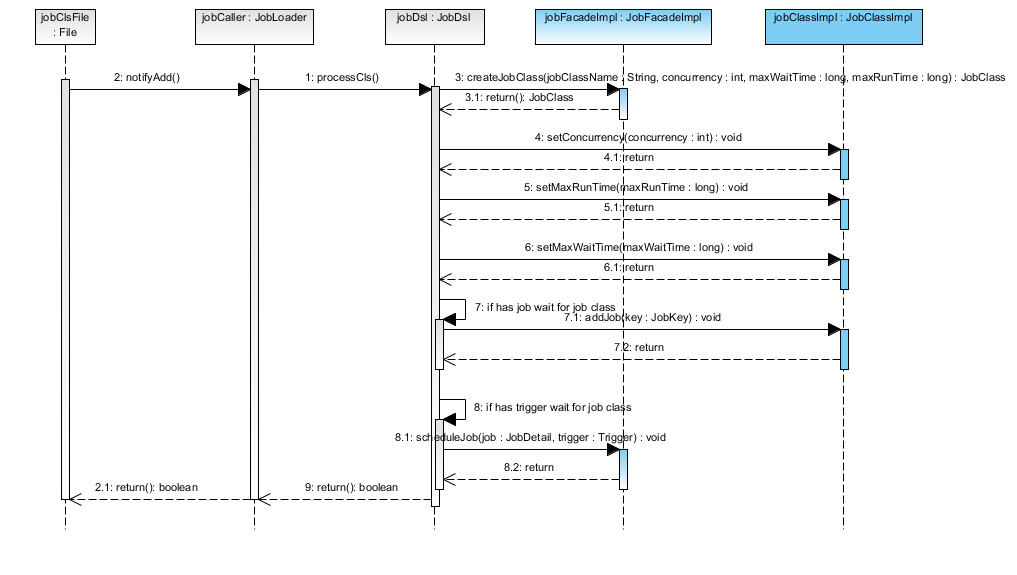 jobClsFile
: File
jobCaller : JobLoader
jobDsl : JobDsl
jobFacadeImpl : JobFacadeImpl
jobClassImpl : JobClassImpl
2: notifyAdd()
1: processCls()
3: createJobClass(jobClassName : String, concurrency : int, maxWaitTime : long, maxRunTime : long) : JobClass
3.1: return(): JobClass
4: setConcurrency(concurrency : int) : void
4.1: return
5: setMaxRunTime(maxRunTime : long) : void
5.1: return
6: setMaxWaitTime(maxWaitTime : long) : void
6.1: return
7: if has job wait for job class
7.1: addJob(key : JobKey) : void
7.2: return
8: if has trigger wait for job class
8.1: scheduleJob(job : JobDetail, trigger : Trigger) : void
8.2: return
2.1: return(): boolean
9: return(): boolean